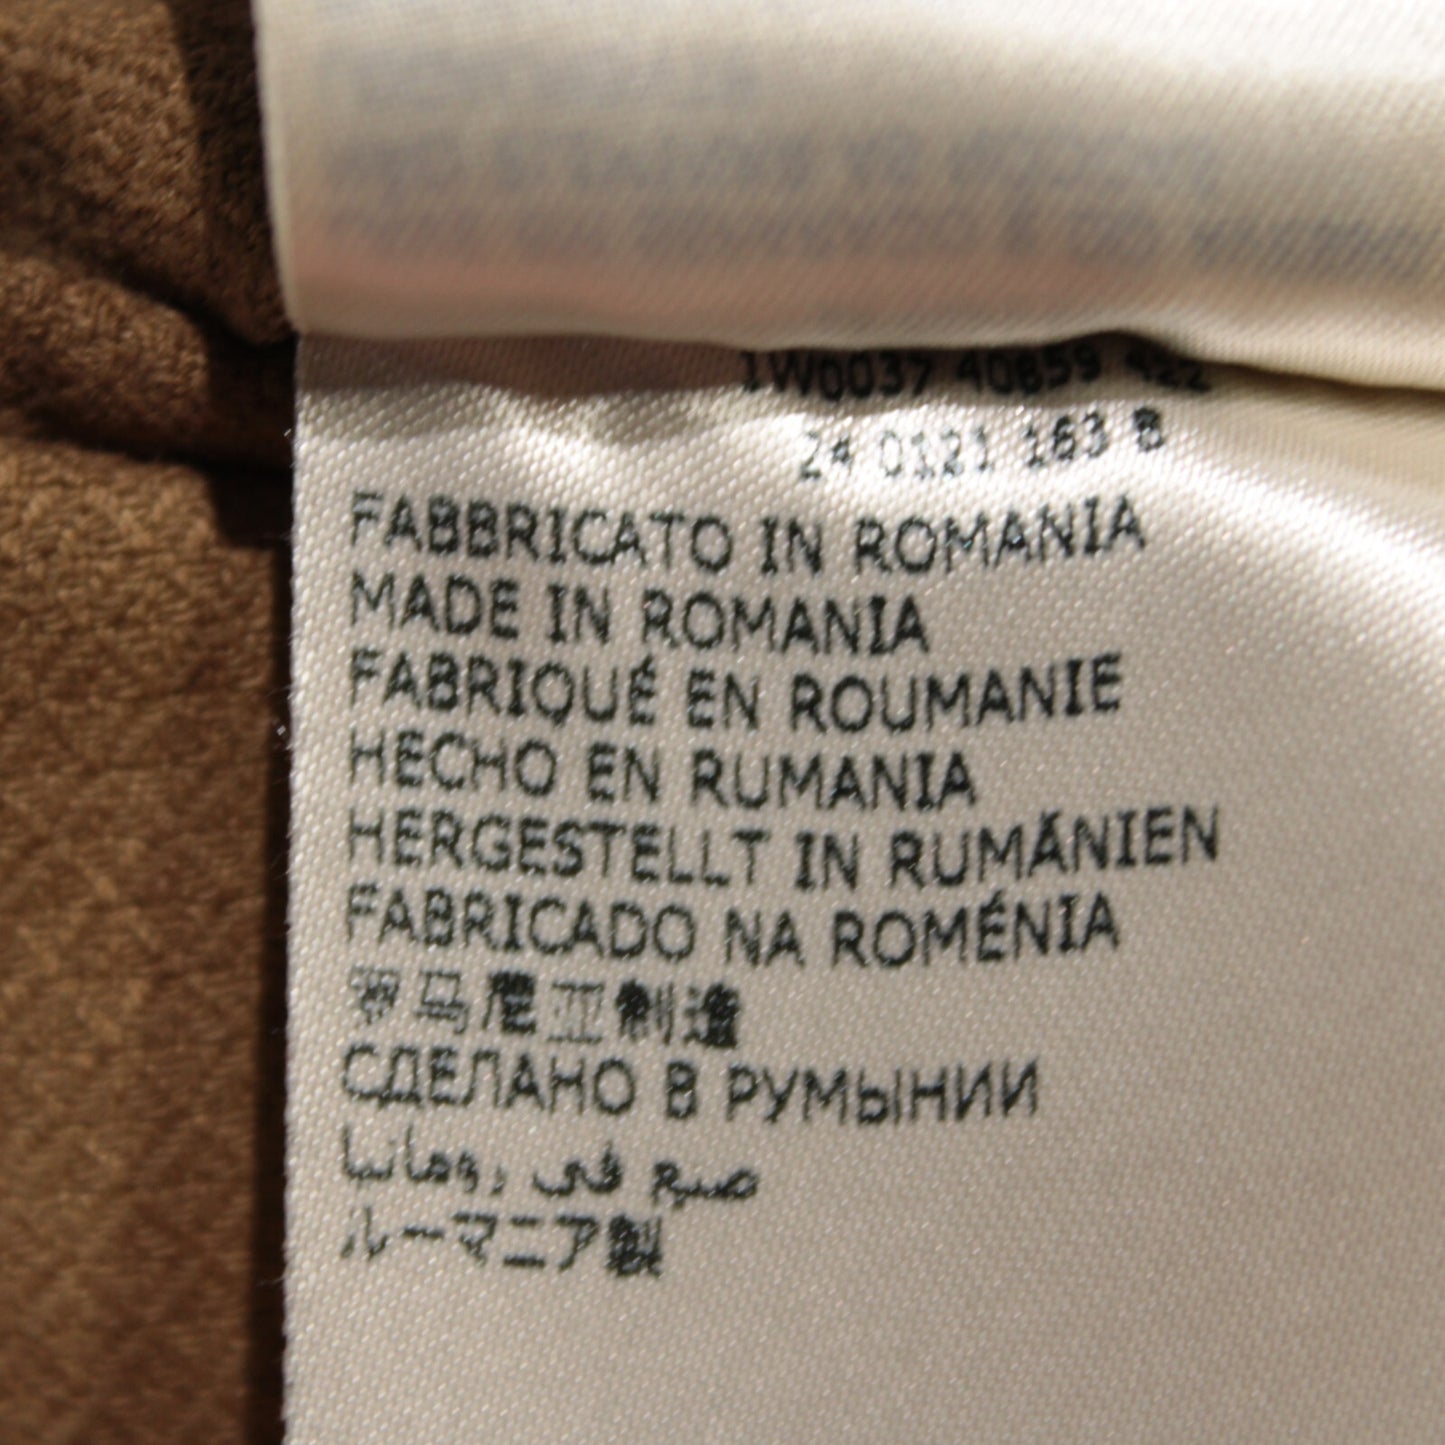 1W0037 40859 422
24 0121 163 B
FABBRICATO IN ROMANIA
MADE IN ROMANIA
FABRIQUÉ EN ROUMANIE
HECHO EN RUMANIA
HERGESTELLT IN RUMÄNIEN
FABRICADO NA ROMÉNIA
罗马尼亚制造
СДЕЛАНО В РУМЫНИИ
صنع في رومانيا
ルーマニア製